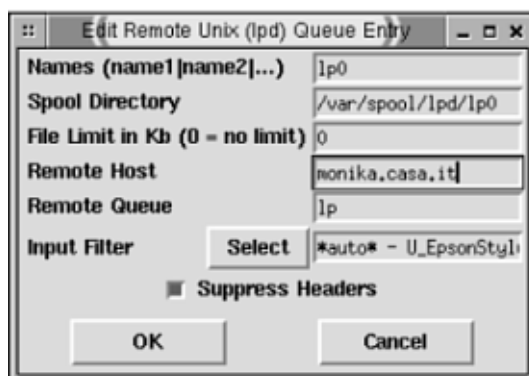 Edit Remote Unix (lpd) Queue Entry
Names (name1|name2|...) lp0
Spool Directory /var/spool/lpd/lp0
File Limit in Kb (0 = no limit) 0
Remote Host monika.casa.it
Remote Queue lp
Input Filter Select *auto* - U_EpsonStyl
Suppress Headers
OK Cancel